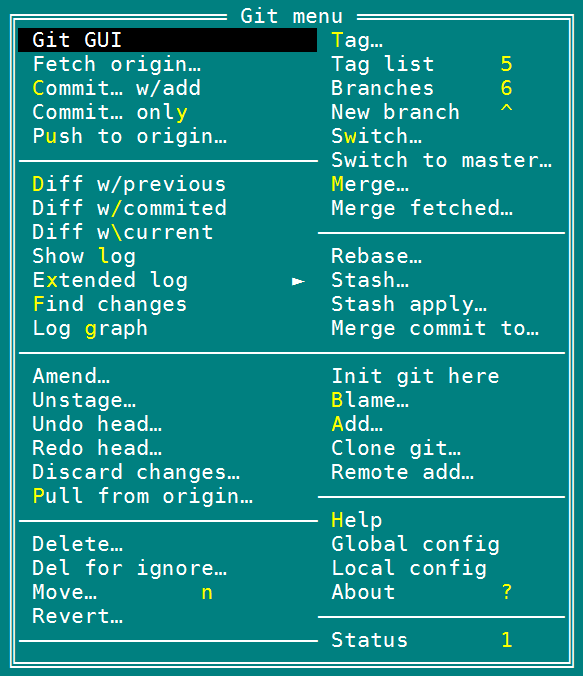 Git menu
Git GUI
Fetch origin…
Commit… w/add
Commit… only
Push to origin…
Diff w/previous
Diff w/commited
Diff w\current
Show log
Extended log ►
Find changes
Log graph
Amend…
Unstage…
Undo head…
Redo head…
Discard changes…
Pull from origin…
Delete…
Del for ignore…
Move… n
Revert…
Tag…
Tag list 5
Branches 6
New branch ^
Switch…
Switch to master…
Merge…
Merge fetched…
Rebase…
Stash…
Stash apply…
Merge commit to…
Init git here
Blame…
Add…
Clone git…
Remote add…
Help
Global config
Local config
About ?
Status 1